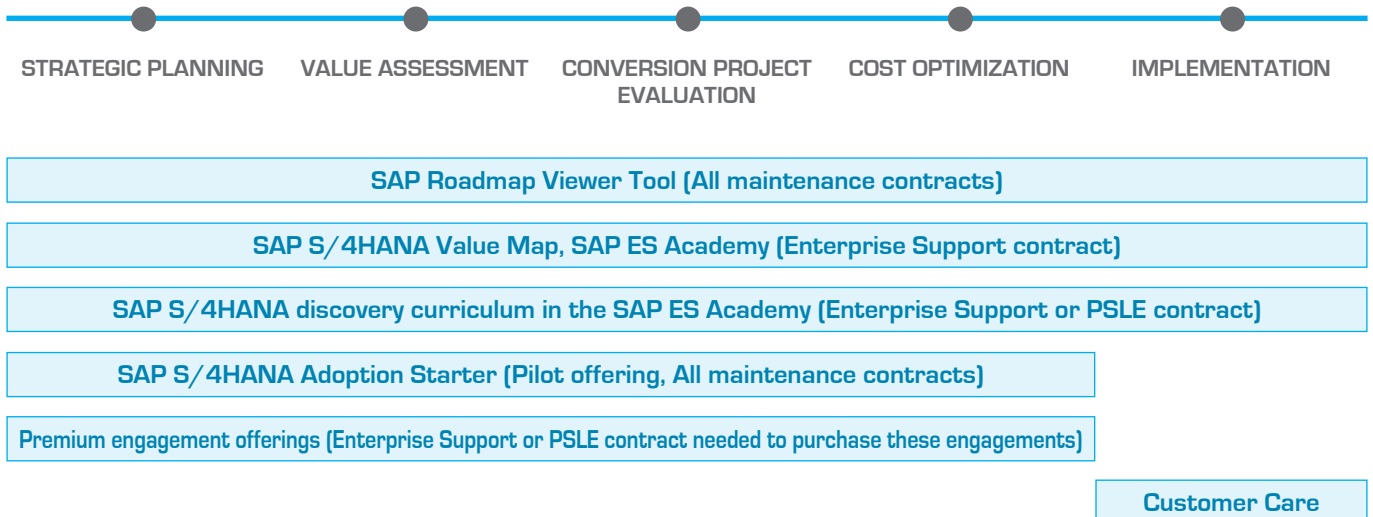 STRATEGIC PLANNING
VALUE ASSESSMENT
CONVERSION PROJECT
EVALUATION
COST OPTIMIZATION
IMPLEMENTATION
SAP Roadmap Viewer Tool (All maintenance contracts)
SAP S/4HANA Value Map, SAP ES Academy (Enterprise Support contract)
SAP S/4HANA discovery curriculum in the SAP ES Academy (Enterprise Support or PSLE contract)
SAP S/4HANA Adoption Starter (Pilot offering, All maintenance contracts)
Premium engagement offerings (Enterprise Support or PSLE contract needed to purchase these engagements)
Customer Care